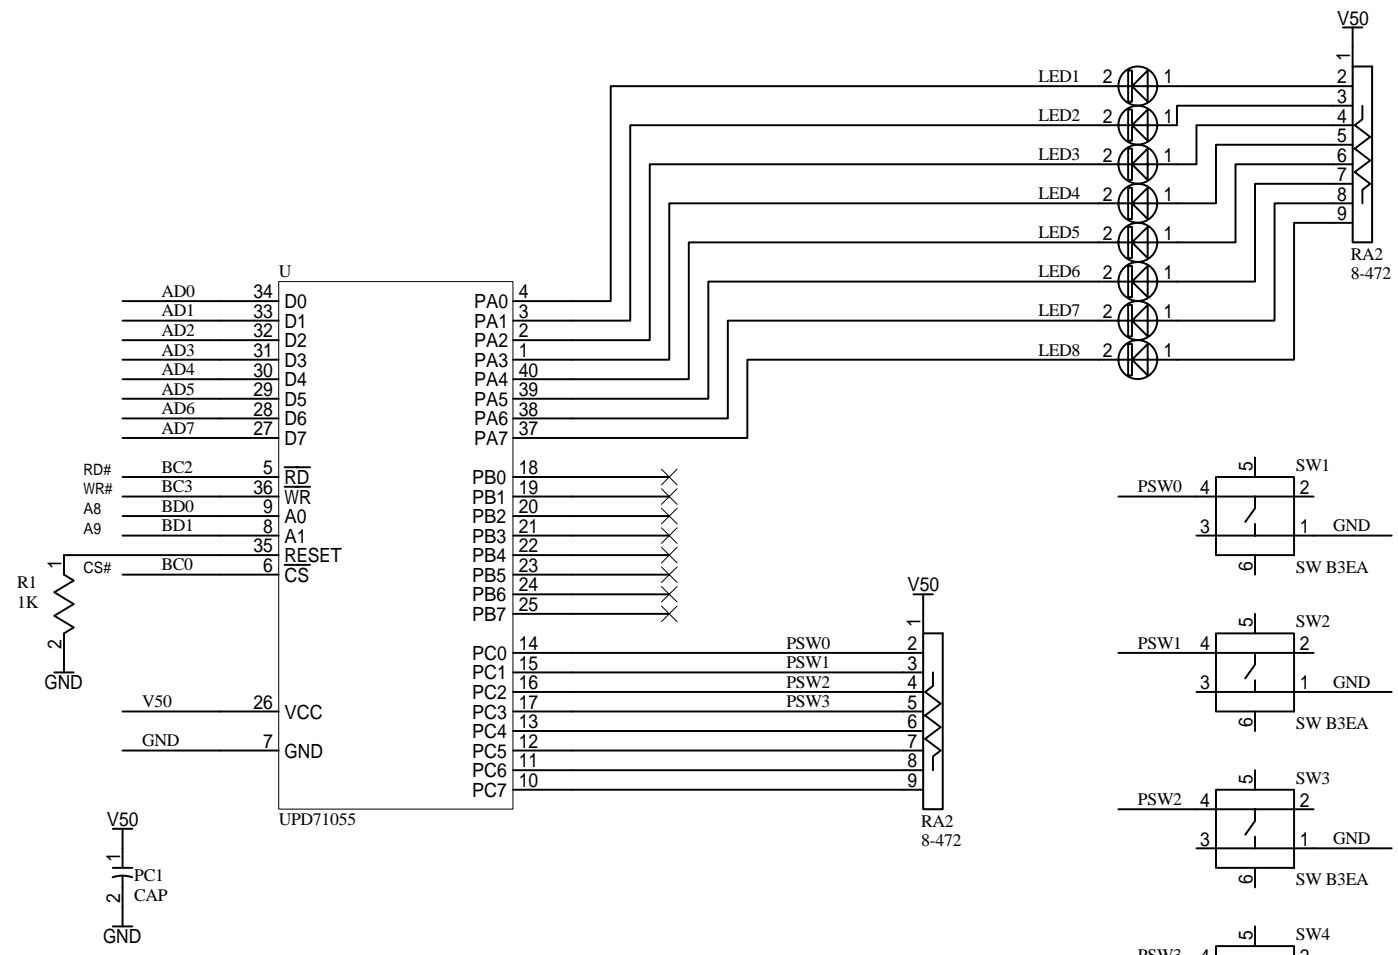 V50
1
LED1 2 1 2
3
LED2 2 1 4
5
LED3 2 1 6
7
LED4 2 1 8
9
LED5 2 1
RA2
8-472
LED6 2 1
LED7 2 1
LED8 2 1
U
AD0 34 D0 PA0 4
AD1 33 D1 PA1 3
AD2 32 D2 PA2 2
AD3 31 D3 PA3 1
AD4 30 D4 PA4 40
AD5 29 D5 PA5 39
AD6 28 D6 PA6 38
AD7 27 D7 PA7 37
RD# BC2 5 RD PB0 18
WR# BC3 36 WR PB1 19
A8 BD0 9 A0 PB2 20
A9 BD1 8 A1 PB3 21
35 RESET PB4 22
CS# BC0 6 CS PB5 23
PB6 24
PB7 25
1
R1
1K
2
GND
V50
1
PC0 14 PSW0 2
PC1 15 PSW1 3
PC2 16 PSW2 4
V50 26 VCC PC3 17 PSW3 5
PC4 13 6
GND 7 GND PC5 12 7
PC6 11 8
PC7 10 9
UPD71055
RA2
8-472
V50
1
PC1
CAP
2
GND
5 SW1
PSW0 4 2
3 1 GND
6 SW B3EA
5 SW2
PSW1 4 2
3 1 GND
6 SW B3EA
5 SW3
PSW2 4 2
3 1 GND
6 SW B3EA
5 SW4
PSW3 4 2